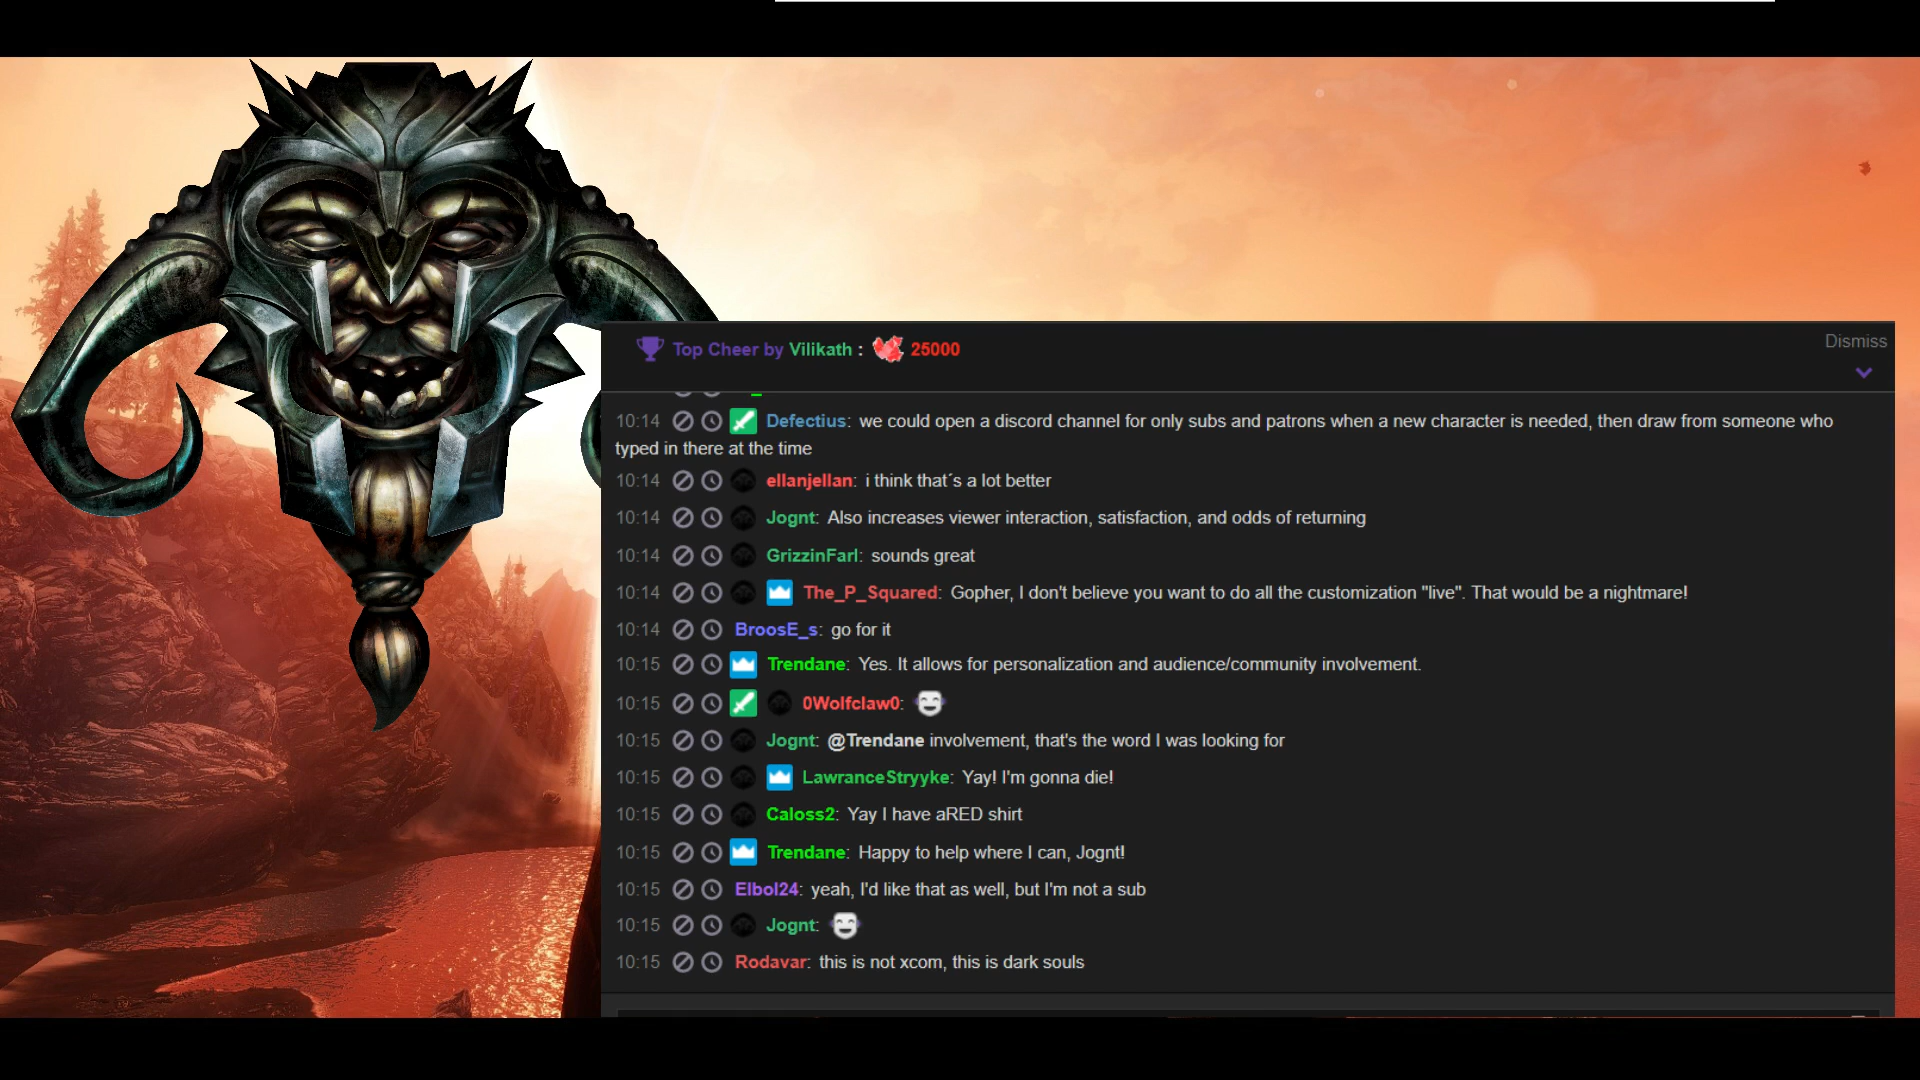 Top Cheer by Vilikath : 25000
Dismiss
10:14 Defectius: we could open a discord channel for only subs and patrons when a new character is needed, then draw from someone who
typed in there at the time
10:14 ellanjellan: i think that´s a lot better
10:14 Jognt: Also increases viewer interaction, satisfaction, and odds of returning
10:14 GrizzinFarl: sounds great
10:14 The_P_Squared: Gopher, I don't believe you want to do all the customization "live". That would be a nightmare!
10:14 BroosE_s: go for it
10:15 Trendane: Yes. It allows for personalization and audience/community involvement.
10:15 0Wolfclaw0:
10:15 Jognt: @Trendane involvement, that's the word I was looking for
10:15 LawranceStryyke: Yay! I'm gonna die!
10:15 Caloss2: Yay I have aRED shirt
10:15 Trendane: Happy to help where I can, Jognt!
10:15 Elbol24: yeah, I'd like that as well, but I'm not a sub
10:15 Jognt:
10:15 Rodavar: this is not xcom, this is dark souls